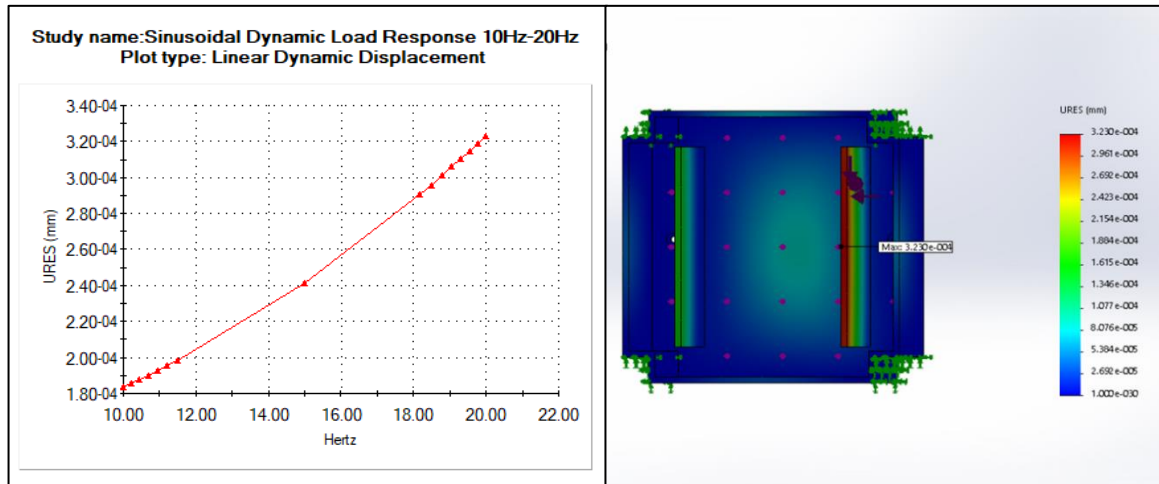 Study name:Sinusoidal Dynamic Load Response 10Hz-20Hz
Plot type: Linear Dynamic Displacement
3.40-04
3.20-04
3.00-04
2.80-04
2.60-04
2.40-04
2.20-04
2.00-04
1.80-04
URES (mm)
10.00 12.00 14.00 16.00 18.00 20.00 22.00
Hertz
Max: 3.230e-004
URES (mm)
3.230e-004
2.961e-004
2.692e-004
2.423e-004
2.154e-004
1.884e-004
1.615e-004
1.346e-004
1.077e-004
8.076e-005
5.384e-005
2.692e-005
1.000e-030